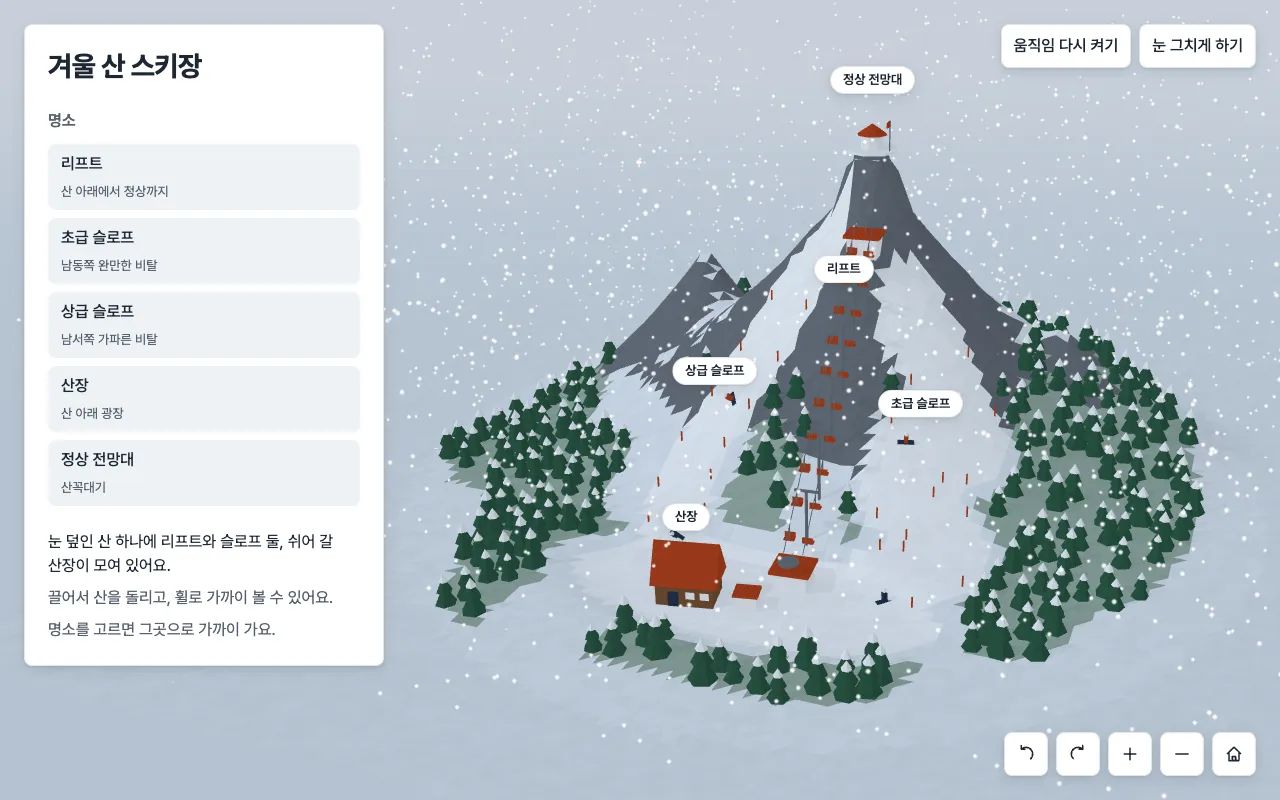 겨울 산 스키장
명소
리프트
산 아래에서 정상까지
초급 슬로프
남동쪽 완만한 비탈
상급 슬로프
남서쪽 가파른 비탈
산장
산 아래 광장
정상 전망대
산꼭대기
눈 덮인 산 하나에 리프트와 슬로프 둘, 쉬어 갈
산장이 모여 있어요.
끌어서 산을 돌리고, 휠로 가까이 볼 수 있어요.
명소를 고르면 그곳으로 가까이 가요.
움직임 다시 켜기
눈 그치게 하기
정상 전망대
리프트
상급 슬로프
초급 슬로프
산장